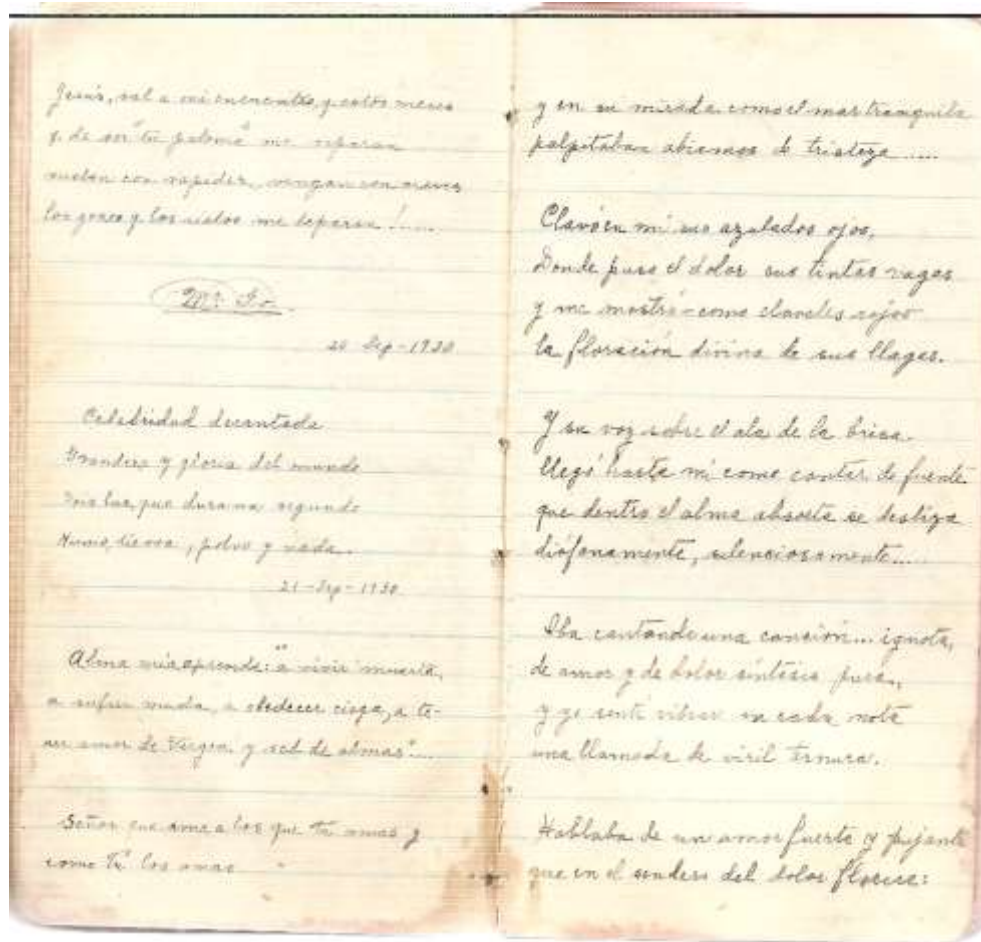 Jesús, sal a mi encuentro, y estos meses
q. de ser "tu paloma" me separan
vuelen con rapidez, vengan con creces
los goces y los cielos me deparan!.....
20 Sep - 1930
Celebridad decantada
Grandeza y gloria del mundo
luz que dura un segundo
Humo, tierra, polvo y nada.
21 - Sep - 1930
Alma mía aprende: "a vivir muerta,
a sufrir muda, a obedecer ciega, a te-
ner amor de Virgen y sed de almas"....
Señor que ame a los que tú amas y
como Tú los amas
y en su mirada como el mar tranquila
palpitaban abismos de tristeza.....
Clavó en mí sus azulados ojos,
Donde puso el dolor sus tintas vagas
y me mostró - como claveles rojos
la floración divina de sus llagas.
Y su voz sobre el ala de la brisa
llegó hasta mí como cantar de fuente
que dentro el alma absorta se desliza
diáfanamente, silenciosamente.....
Iba cantando una canción... ignota,
de amor y de dolor síntesis pura,
y yo sentí vibrar en cada nota
una llamada de viril ternura.
Hablaba de un amor fuerte y pujante
que en el sendero del dolor florece: